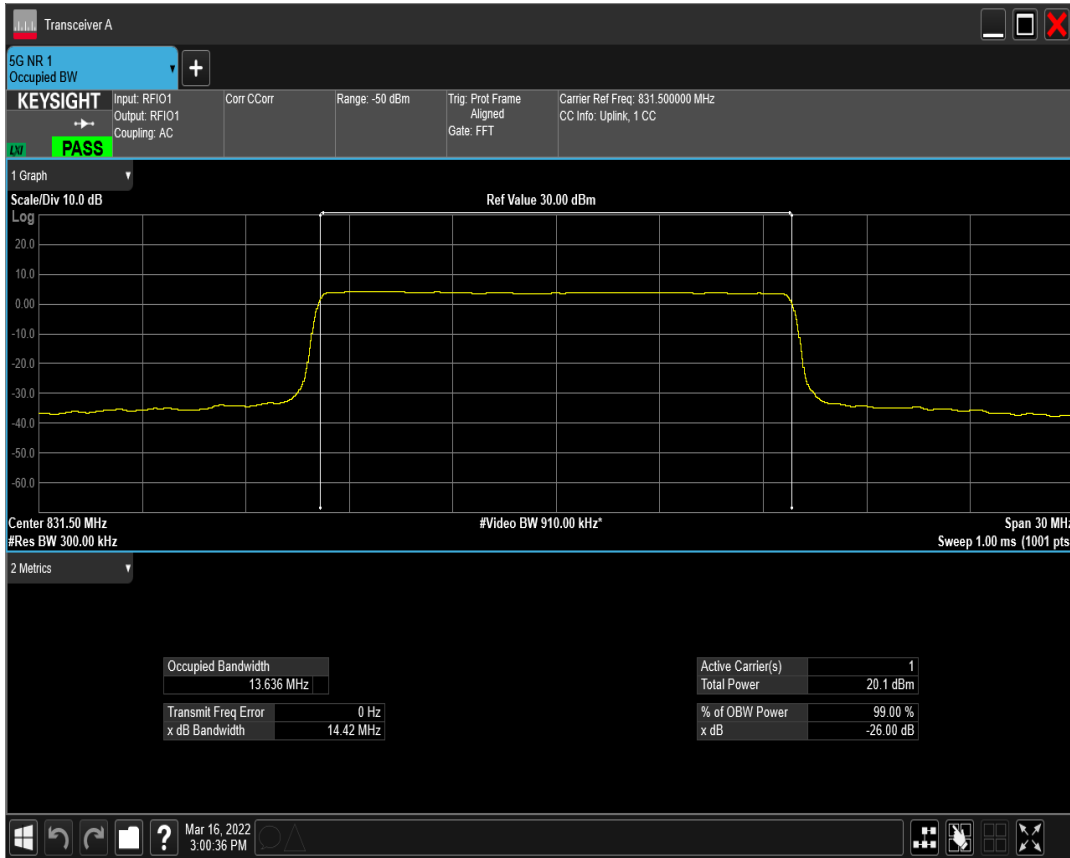 Transceiver A
5G NR 1
Occupied BW
KEYSIGHT
LXI
PASS
Input: RFIO1
Output: RFIO1
Coupling: AC
Corr CCorr
Range: -50 dBm
Trig: Prot Frame
Aligned
Gate: FFT
Carrier Ref Freq: 831.500000 MHz
CC Info: Uplink, 1 CC
1 Graph
Scale/Div 10.0 dB
Ref Value 30.00 dBm
Log
20.0
10.0
0.00
-10.0
-20.0
-30.0
-40.0
-50.0
-60.0
Center 831.50 MHz
#Video BW 910.00 kHz*
Span 30 MHz
#Res BW 300.00 kHz
Sweep 1.00 ms (1001 pts
2 Metrics
Occupied Bandwidth
13.636 MHz
Transmit Freq Error 0 Hz
x dB Bandwidth 14.42 MHz
Active Carrier(s) 1
Total Power 20.1 dBm
% of OBW Power 99.00 %
x dB -26.00 dB
?
Mar 16, 2022
3:00:36 PM